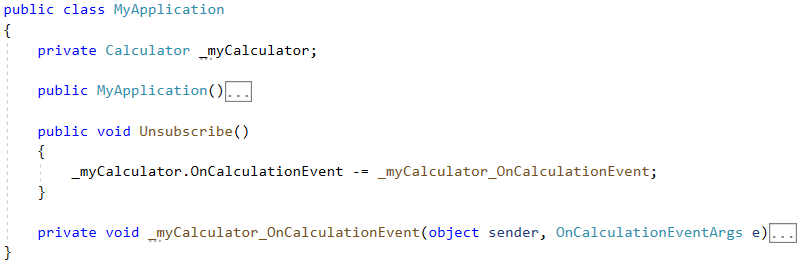 public class MyApplication
{
    private Calculator _myCalculator;
    public MyApplication()...
    public void Unsubscribe()
    {
        _myCalculator.OnCalculationEvent -= _myCalculator_OnCalculationEvent;
    }
    private void _myCalculator_OnCalculationEvent(object sender, OnCalculationEventArgs e)...
}